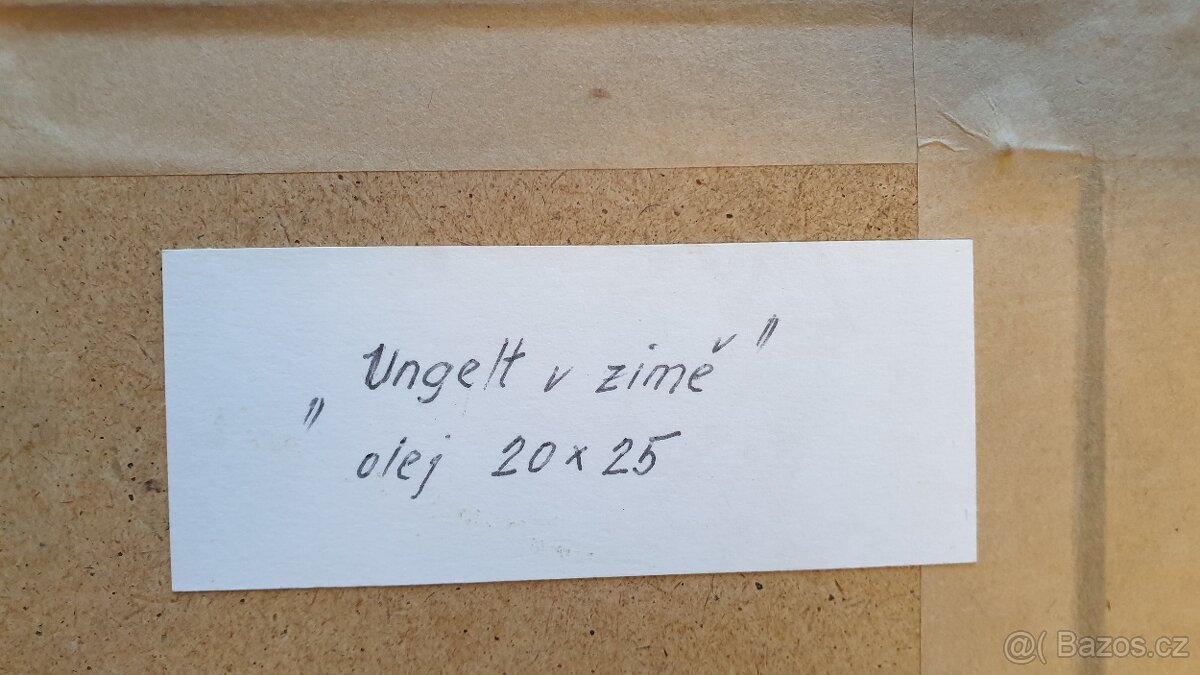 „Ungelt v zimě"
olej 20 x 25
@( Bazos.cz